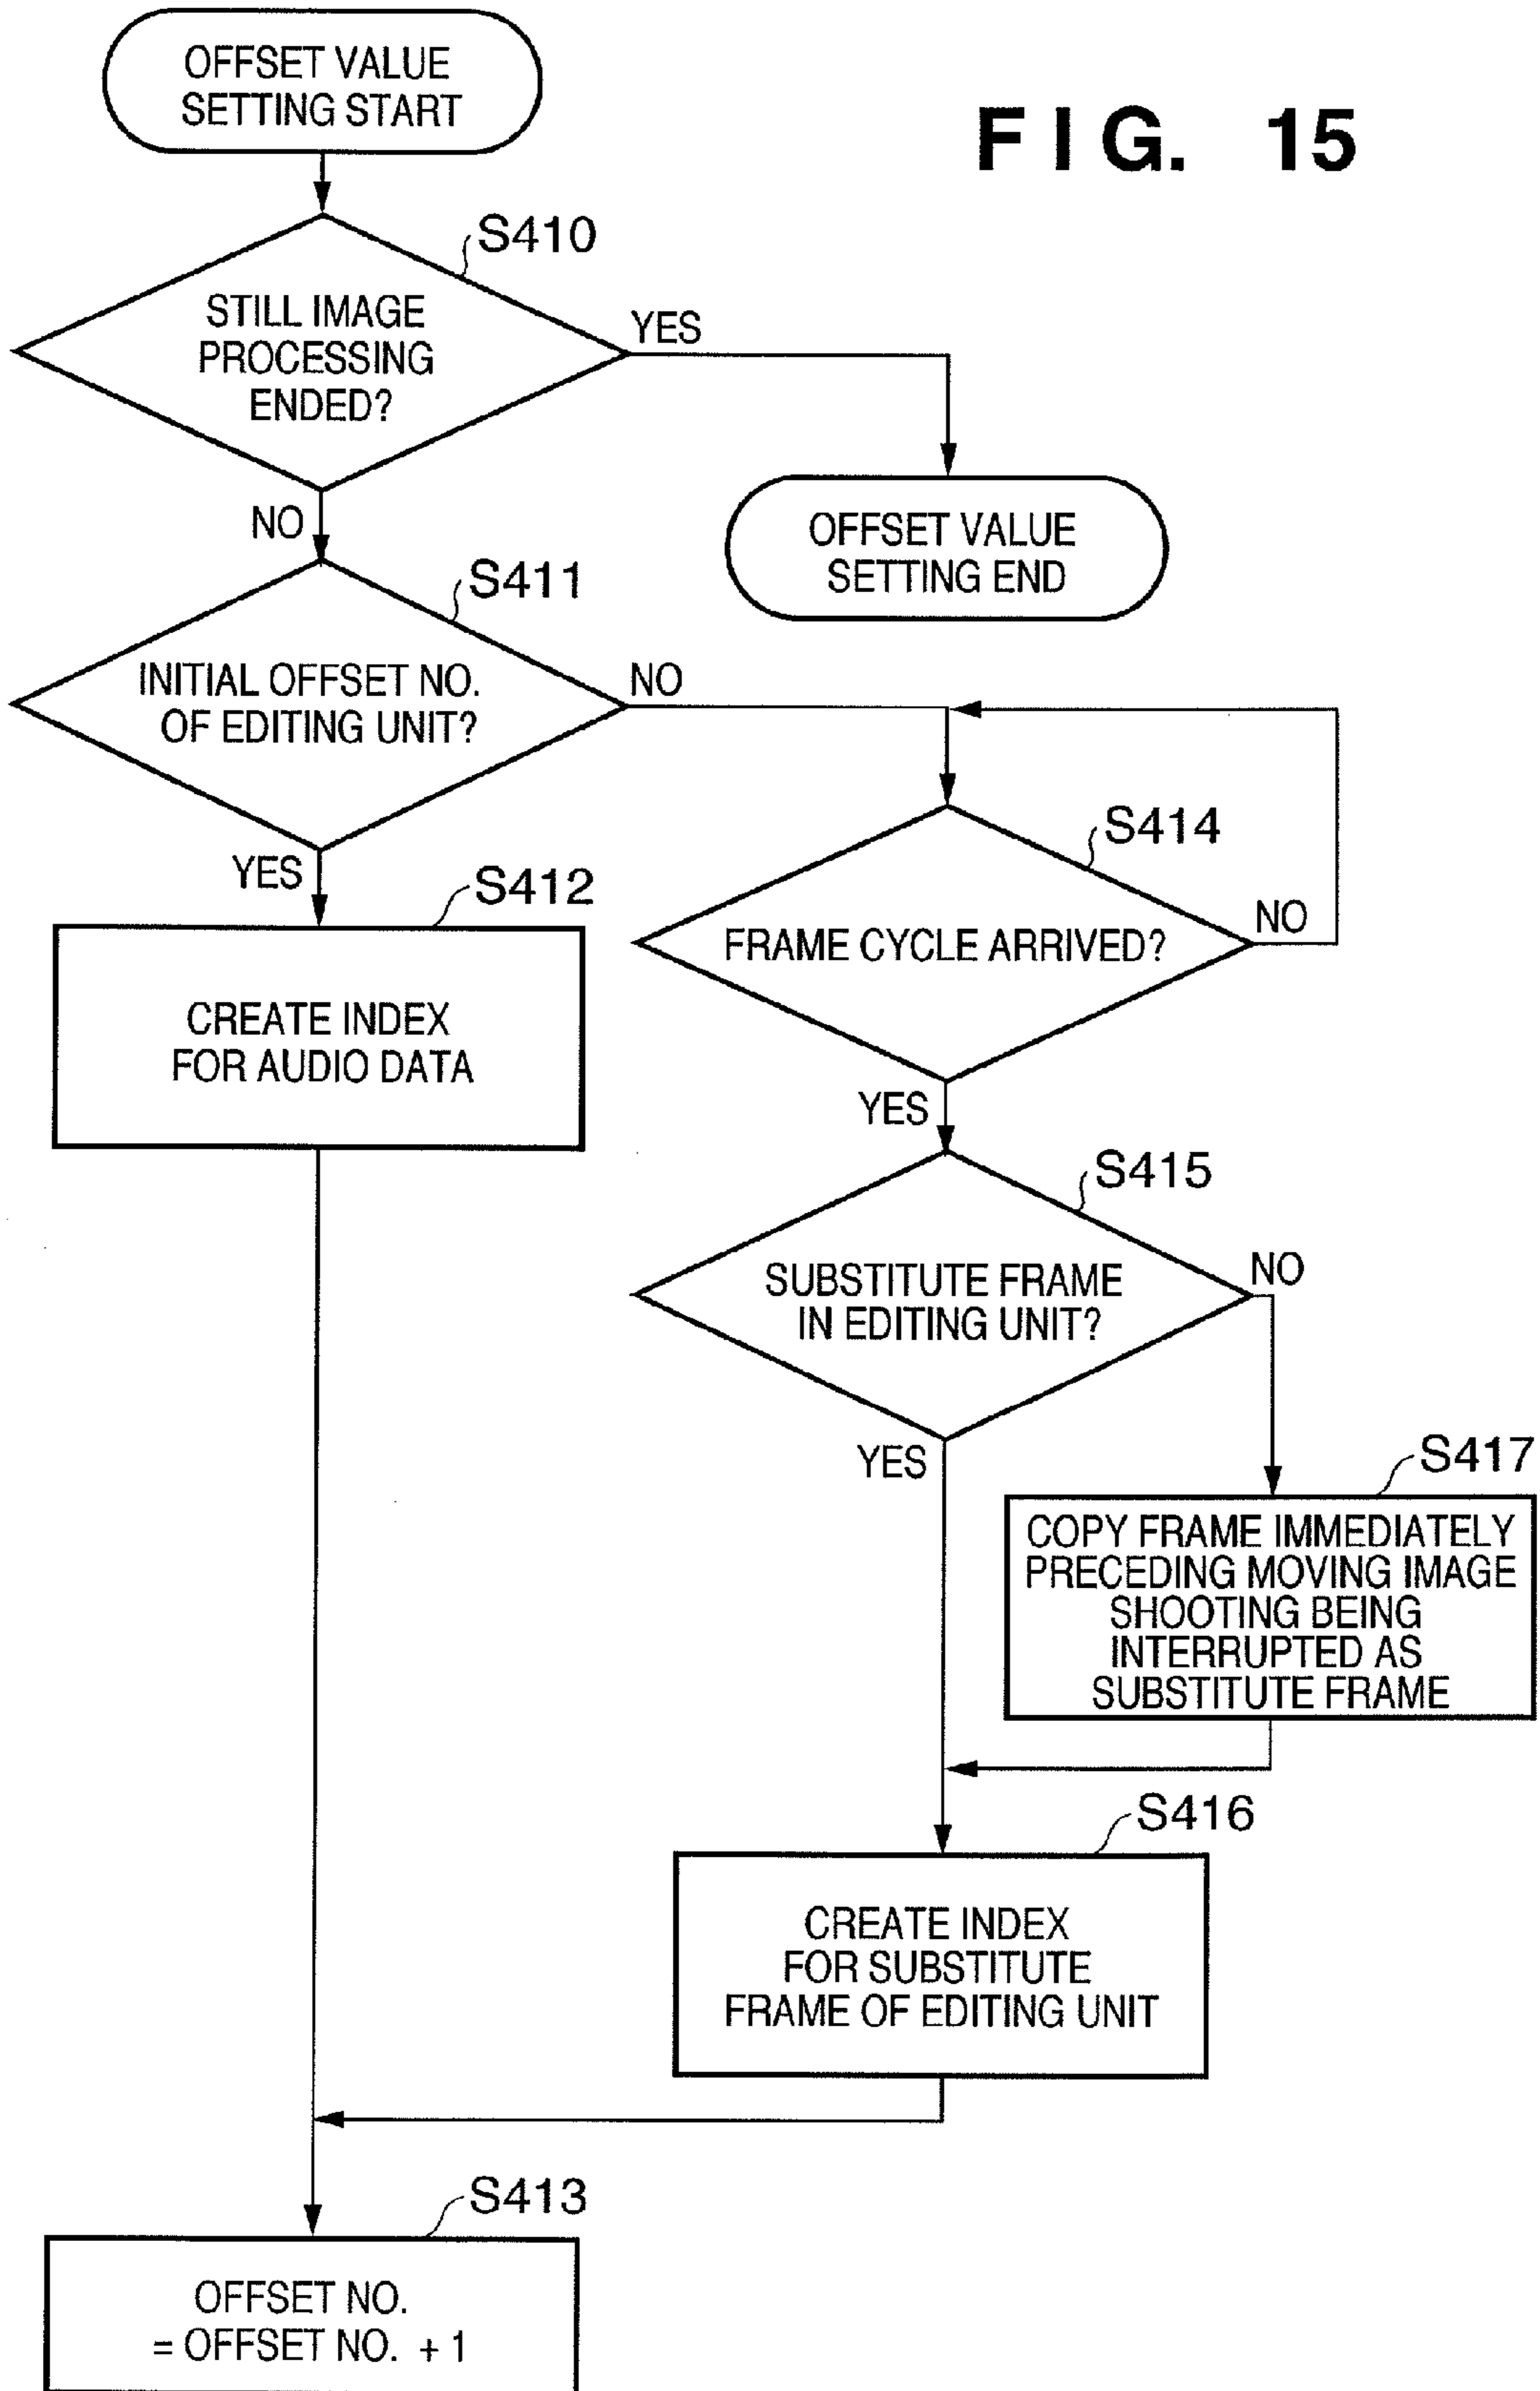 OFFSET VALUE
SETTING START
FIG. 15
S410
STILL IMAGE
PROCESSING
ENDED?
YES
NO
OFFSET VALUE
SETTING END
S411
INITIAL OFFSET NO.
OF EDITING UNIT?
NO
YES
S412
CREATE INDEX
FOR AUDIO DATA
S414
FRAME CYCLE ARRIVED?
NO
YES
S415
SUBSTITUTE FRAME
IN EDITING UNIT?
NO
YES
S417
COPY FRAME IMMEDIATELY
PRECEDING MOVING IMAGE
SHOOTING BEING
INTERRUPTED AS
SUBSTITUTE FRAME
S416
CREATE INDEX
FOR SUBSTITUTE
FRAME OF EDITING UNIT
S413
OFFSET NO.
= OFFSET NO. + 1